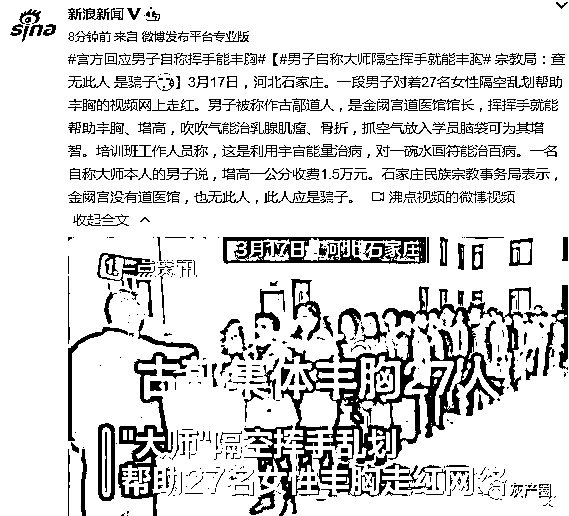 sina
新浪新闻
8分钟前 来自 微博发布平台专业版
#官方回应男子自称挥手能丰胸#【#男子自称大师隔空挥手就能丰胸# 宗教局：查
无此人 是骗子】3月17日，河北石家庄。一段男子对着27名女性隔空乱划帮助
丰胸的视频网上走红。男子被称作古郁道人，是金阙宫道医馆馆长，挥挥手就能
帮助丰胸、增高，吹吹气能治乳腺肌瘤、骨折，抓空气放入学员脑袋可为其增
智。培训班工作人员称，这是利用宇宙能量治病，对一碗水画符能治百病。一名
自称大师本人的男子说，增高一公分收费1.5万元。石家庄民族宗教事务局表示，
金阙宫没有道医馆，也无此人，此人应是骗子。 沸点视频的微博视频
收起全文
3月17日 河北石家庄
古郁集体丰胸27人
"大师"隔空挥手乱划
帮助27名女性丰胸走红网络
灰产圈